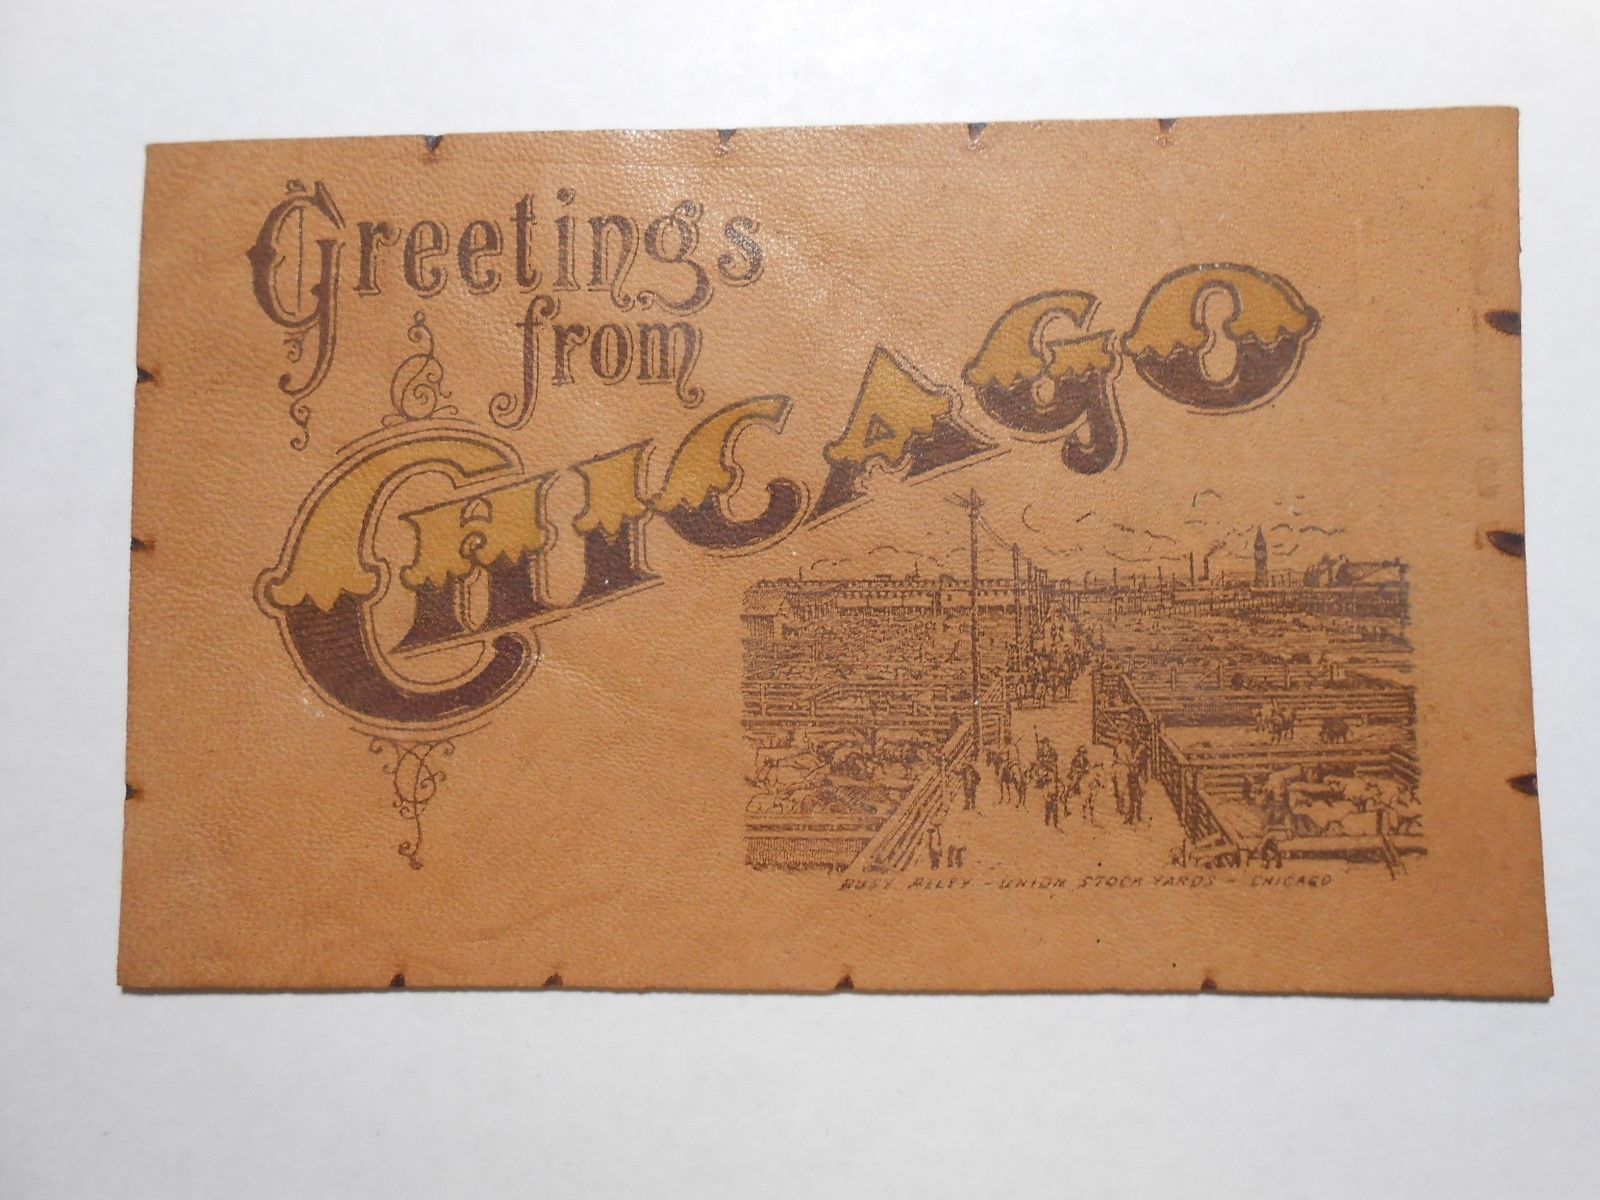 Greetings
from
CHICAGO
BUSY ALLEY - UNION STOCK YARDS - CHICAGO